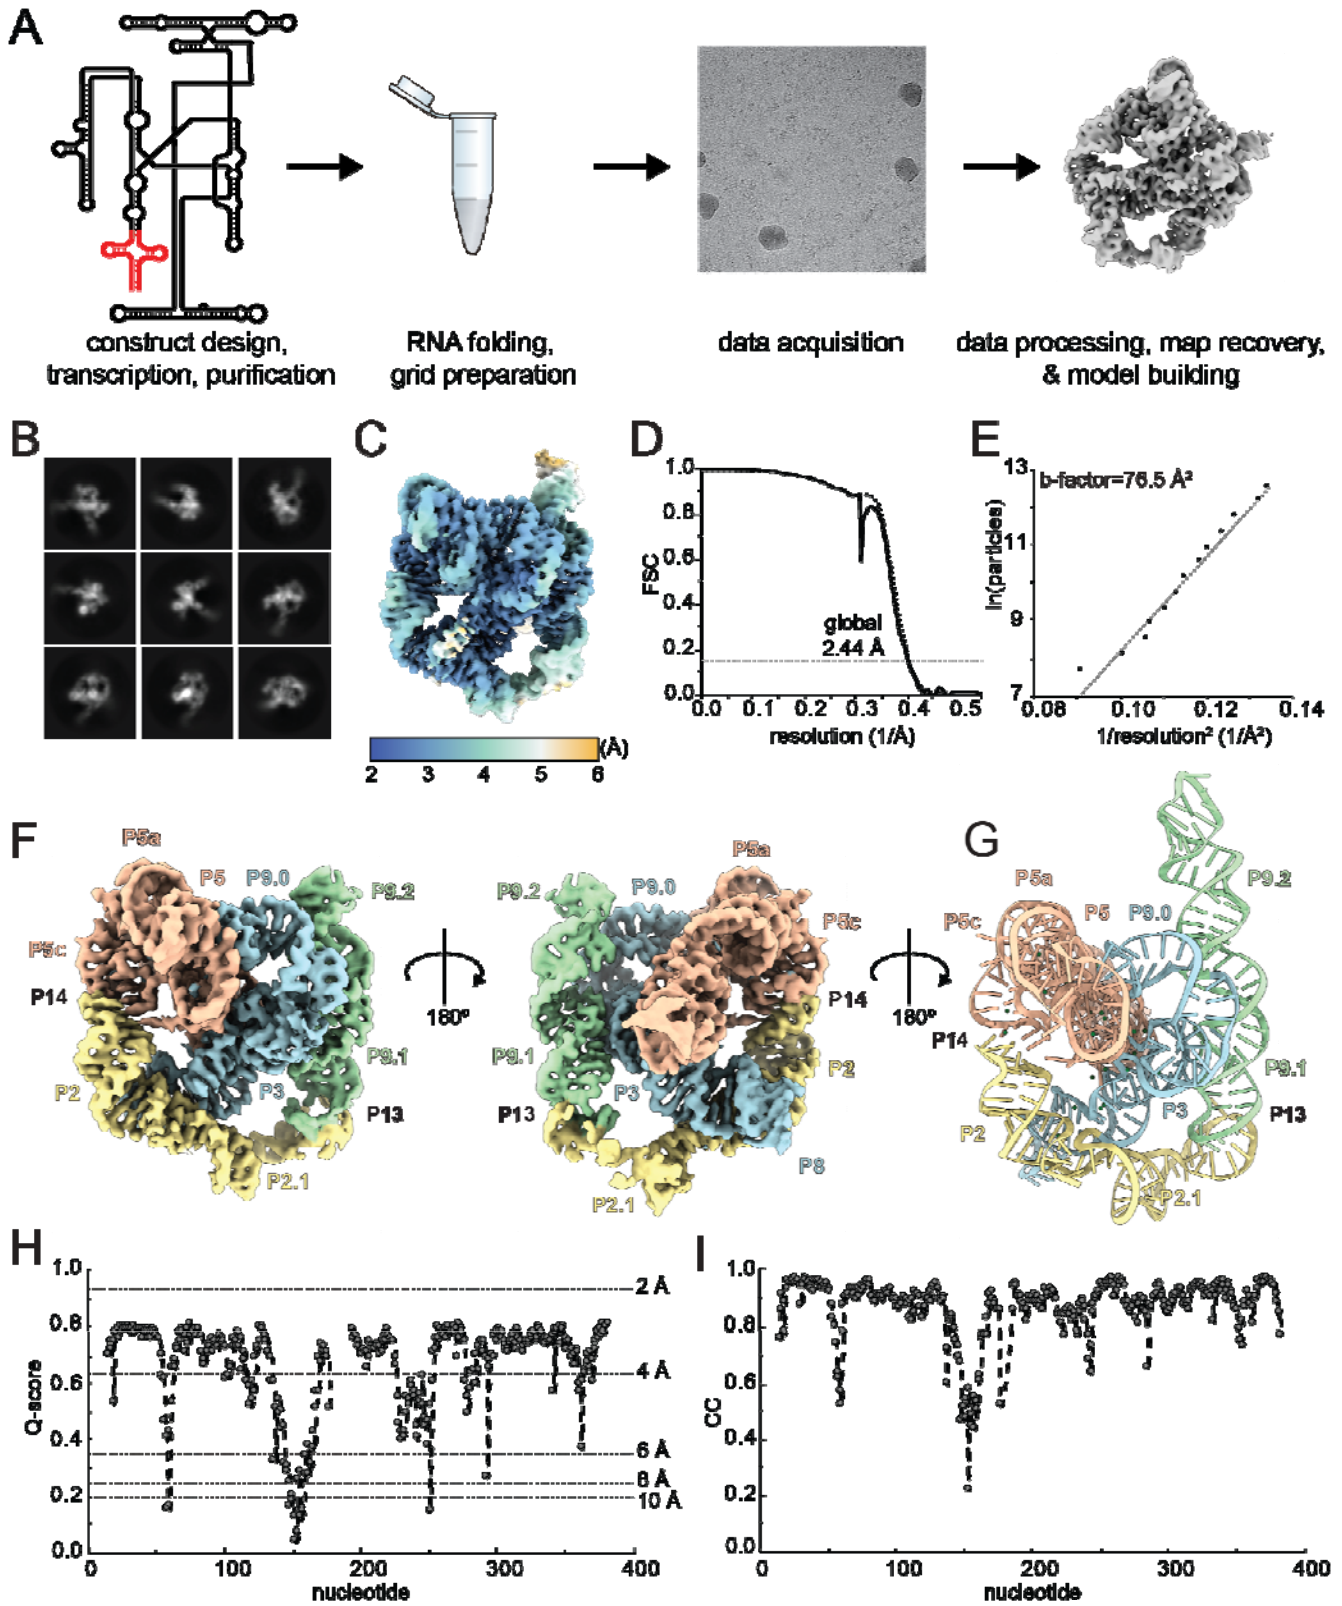 A
construct design,
transcription, purification
RNA folding,
grid preparation
data acquisition
data processing, map recovery,
& model building
B
C
(Å)
2 3 4 5 6
D
1.0
0.8
0.6
0.4
0.2
0.0
FSC
global
2.44 Å
0.0 0.1 0.2 0.3 0.4 0.5
resolution (1/Å)
E
13
11
9
7
ln(particles)
b-factor=76.5 Å²
0.08 0.10 0.12 0.14
1/resolution² (1/Å²)
F
P5a
P5
P9.0
P9.2
P5c
P14
P9.1
P2
P3
P13
P2.1
180º
P5a
P9.2
P9.0
P5c
P14
P9.1
P2
P3
P13
P8
P2.1
180º
G
P5a
P9.2
P5c
P5
P9.0
P14
P9.1
P3
P13
P2
P2.1
H
1.0
0.8
0.6
0.4
0.2
0.0
Q-score
2 Å
4 Å
6 Å
8 Å
10 Å
0 100 200 300 400
nucleotide
I
1.0
0.8
0.6
0.4
0.2
0.0
CC
0 100 200 300 400
nucleotide